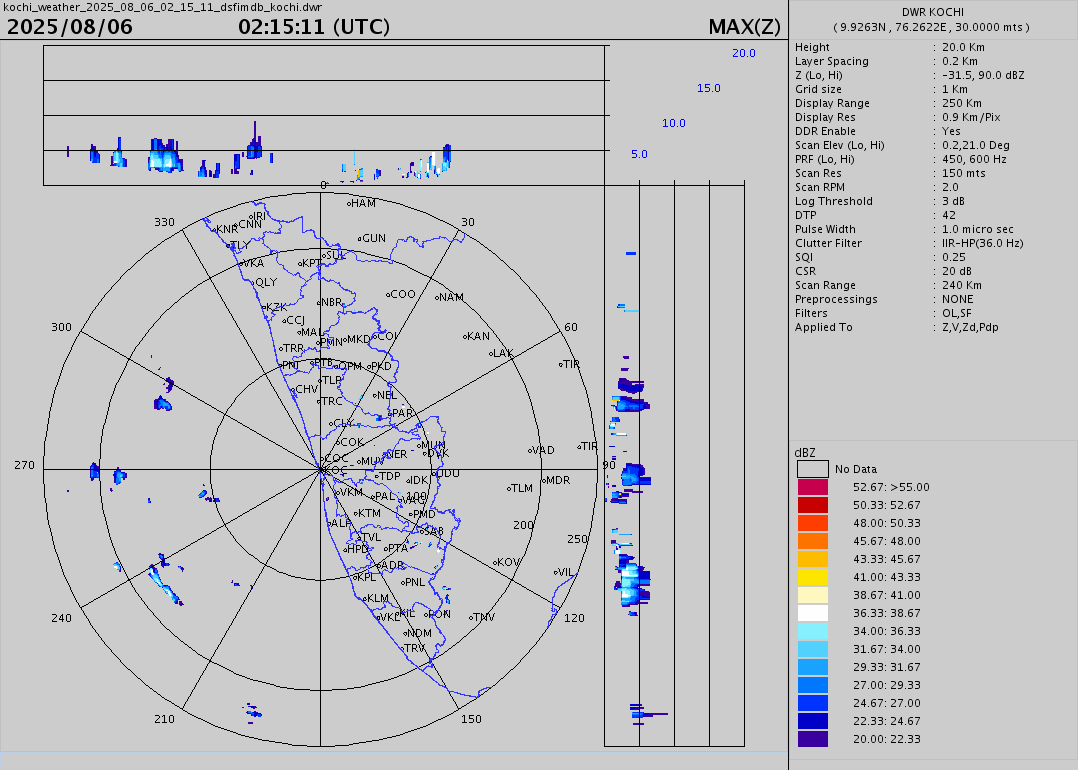 kochi_weather_2025_08_06_02_15_11_dsfimdb_kochi.dwr
2025/08/06 02:15:11 (UTC) MAX(Z)
20.0
15.0
10.0
5.0
DWR KOCHI
( 9.9263N , 76.2622E , 30.0000 mts )
Height : 20.0 Km
Layer Spacing : 0.2 Km
Z (Lo, Hi) : -31.5, 90.0 dBZ
Grid size : 1 Km
Display Range : 250 Km
Display Res : 0.9 Km/Pix
DDR Enable : Yes
Scan Elev (Lo, Hi) : 0.2,21.0 Deg
PRF (Lo, Hi) : 450, 600 Hz
Scan Res : 150 mts
Scan RPM : 2.0
Log Threshold : 3 dB
DTP : 42
Pulse Width : 1.0 micro sec
Clutter Filter : IIR-HP(36.0 Hz)
SQI : 0.25
CSR : 20 dB
Scan Range : 240 Km
Preprocessings : NONE
Filters : OL,SF
Applied To : Z,V,Zd,Pdp
0
HAM
330 IRI 30
KNR CNN
TLY GUN
SUL
VKA KPT
QLY
COO NAM
KZK NBR
CCJ
300 60
MAL KAN
PMN MKD COI
TRR LAK
PNI PTB OPM PKD TIR
TLP
CHV NEL
TRC
PAR
CLY
COK MUN TIR
NER DVK VAD
COC MUV
270 KOC 90
TDP IDK UDU MDR
VKM PAL 100 VAG TLM
KTM PMD
ALP 200
SAB
TVL 250
HPD PTA
ADR KOV
KPL PNL VIL
KLM
240 VKL KIL PON TNV 120
NDM
TRV
210 150
dBZ
No Data
52.67: >55.00
50.33: 52.67
48.00: 50.33
45.67: 48.00
43.33: 45.67
41.00: 43.33
38.67: 41.00
36.33: 38.67
34.00: 36.33
31.67: 34.00
29.33: 31.67
27.00: 29.33
24.67: 27.00
22.33: 24.67
20.00: 22.33